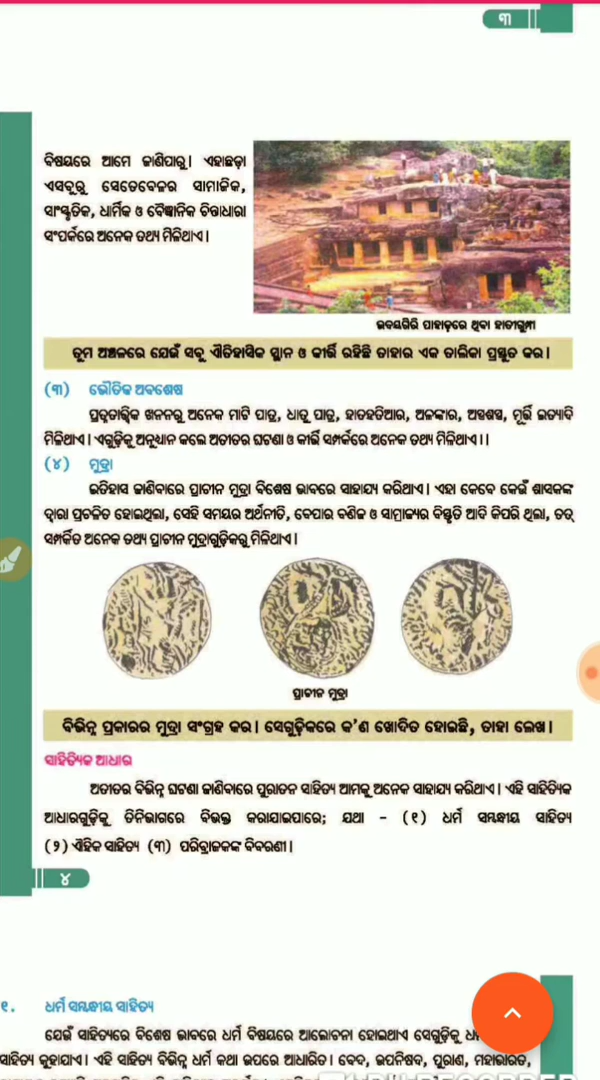 ୩
ବିଷୟରେ ଆମେ ଜାଣିପାରୁ। ଏହାଛଡ଼ା
ଏସବୁରୁ ସେତେବେଳର ସାମାଜିକ,
ସାଂସ୍କୃତିକ, ଧାର୍ମିକ ଓ ବୈଜ୍ଞାନିକ ଚିନ୍ତାଧାରା
ସଂପର୍କରେ ଅନେକ ତଥ୍ୟ ମିଳିଥାଏ।
ଉଦୟଗିରି ପାହାଡ଼ରେ ଥିବା ହାତୀଗୁମ୍ଫା
ତୁମ ଅଞ୍ଚଳରେ ଯେଉଁ ସବୁ ଐତିହାସିକ ସ୍ଥାନ ଓ କୀର୍ତ୍ତି ରହିଛି ତାହାର ଏକ ତାଲିକା ପ୍ରସ୍ତୁତ କର।
(୩) ଭୌତିକ ଅବଶେଷ
ପ୍ରତ୍ନତାତ୍ତ୍ୱିକ ଖନନରୁ ଅନେକ ମାଟି ପାତ୍ର, ଧାତୁ ପାତ୍ର, ହାତହତିଆର, ଅଳଙ୍କାର, ଅସ୍ତ୍ରଶସ୍ତ୍ର, ମୂର୍ତ୍ତି ଇତ୍ୟାଦି
ମିଳିଥାଏ। ଏଗୁଡ଼ିକୁ ଅନୁଧ୍ୟାନ କଲେ ଅତୀତର ଘଟଣା ଓ କୀର୍ତ୍ତି ସମ୍ପର୍କରେ ଅନେକ ତଥ୍ୟ ମିଳିଥାଏ।।
(୪) ମୁଦ୍ରା
ଇତିହାସ ଜାଣିବାରେ ପ୍ରାଚୀନ ମୁଦ୍ରା ବିଶେଷ ଭାବରେ ସାହାଯ୍ୟ କରିଥାଏ। ଏହା କେବେ କେଉଁ ଶାସକଙ୍କ
ଦ୍ୱାରା ପ୍ରଚଳିତ ହୋଇଥିଲା, ସେହି ସମୟର ଅର୍ଥନୀତି, ବେପାର ବଣିଜ ଓ ସାମ୍ରାଜ୍ୟର ବିସ୍ତୃତି ଆଦି କିପରି ଥିଲା, ତତ୍
ସମ୍ପର୍କିତ ଅନେକ ତଥ୍ୟ ପ୍ରାଚୀନ ମୁଦ୍ରାଗୁଡ଼ିକରୁ ମିଳିଥାଏ।
ପ୍ରାଚୀନ ମୁଦ୍ରା
ବିଭିନ୍ନ ପ୍ରକାରର ମୁଦ୍ରା ସଂଗ୍ରହ କର। ସେଗୁଡ଼ିକରେ କ'ଣ ଖୋଦିତ ହୋଇଛି, ତାହା ଲେଖ।
ସାହିତ୍ୟିକ ଆଧାର
ଅତୀତର ବିଭିନ୍ନ ଘଟଣା ଜାଣିବାରେ ପୁରାତନ ସାହିତ୍ୟ ଆମକୁ ଅନେକ ସାହାଯ୍ୟ କରିଥାଏ। ଏହି ସାହିତ୍ୟିକ
ଆଧାରଗୁଡ଼ିକୁ ତିନିଭାଗରେ ବିଭକ୍ତ କରାଯାଇପାରେ; ଯଥା - (୧) ଧର୍ମ ସମ୍ବନ୍ଧୀୟ ସାହିତ୍ୟ
(୨) ଐହିକ ସାହିତ୍ୟ (୩) ପରିବ୍ରାଜକଙ୍କ ବିବରଣୀ।
୪
୧. ଧର୍ମ ସମ୍ବନ୍ଧୀୟ ସାହିତ୍ୟ
ଯେଉଁ ସାହିତ୍ୟରେ ବିଶେଷ ଭାବରେ ଧର୍ମ ବିଷୟରେ ଆଲୋଚନା ହୋଇଥାଏ ସେଗୁଡ଼ିକୁ
ସାହିତ୍ୟ କୁହାଯାଏ। ଏହି ସାହିତ୍ୟ ବିଭିନ୍ନ ଧର୍ମ କଥା ଉପରେ ଆଧାରିତ। ବେଦ, ଉପନିଷଦ, ପୁରାଣ, ମହାଭାରତ,